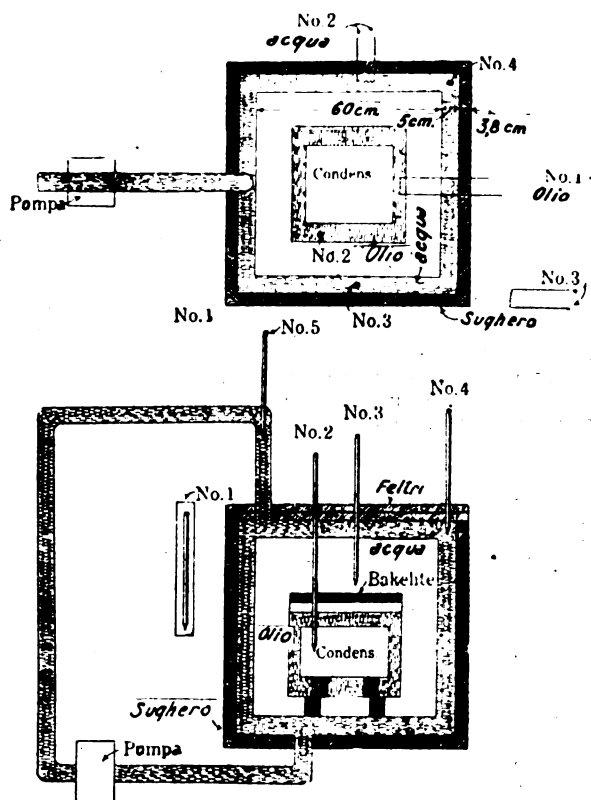 No.2
acqua
No.4
60cm.
5cm.
3,8 cm
Condens
No.1
Olio
Pompa
acqua
No.2
Olio
No.3
No.1
No.3
Sughero
No.5
No.4
No.3
No.2
Feltri
No.1
acqua
Bakelite
Olio
Condens
Sughero
Pompa